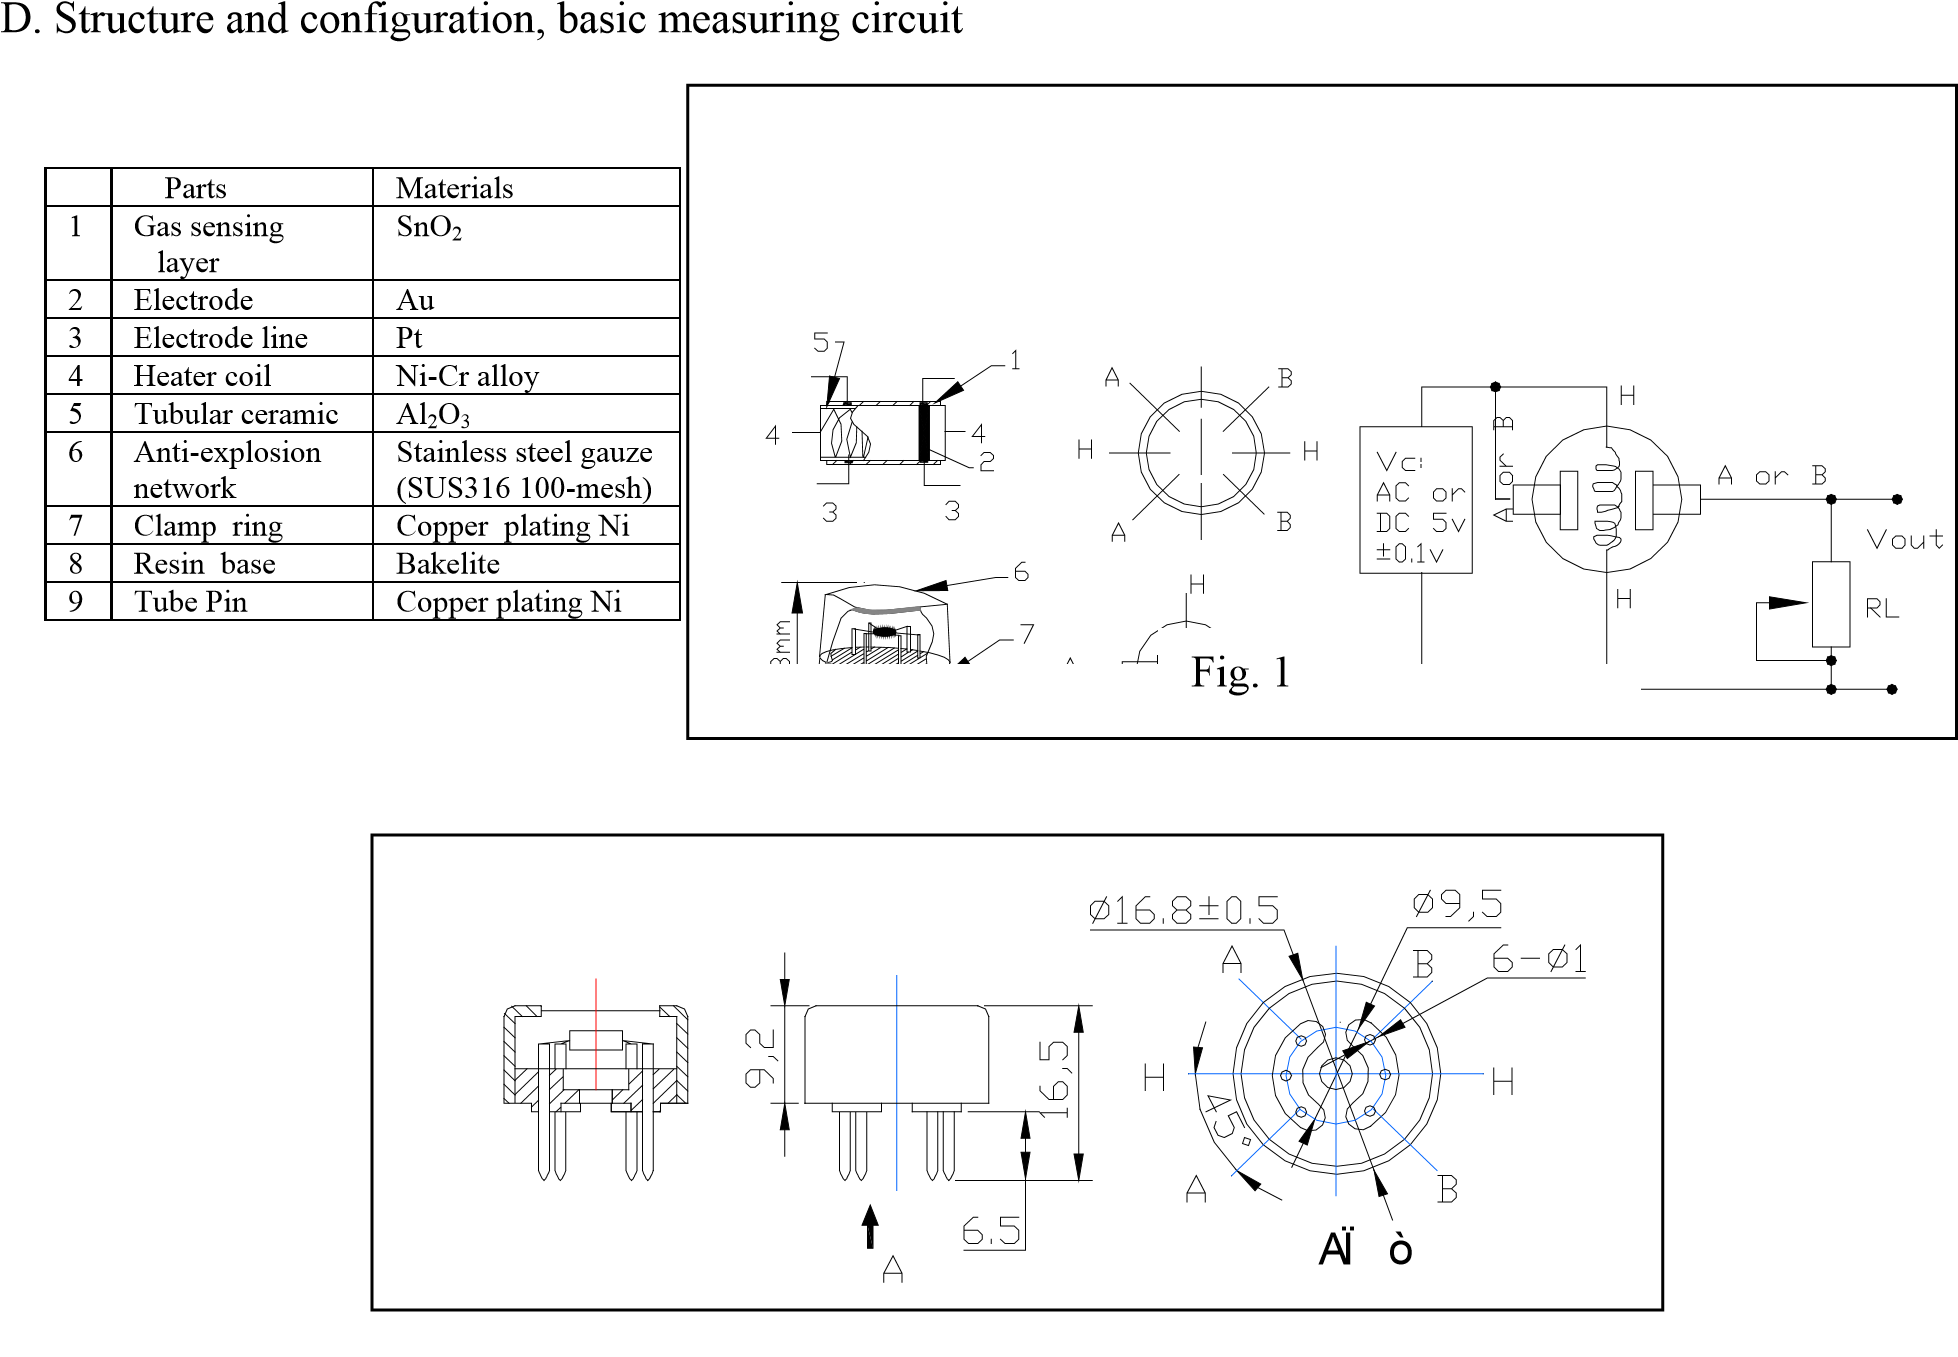 D. Structure and configuration, basic measuring circuit
Parts Materials
1 Gas sensing layer SnO₂
2 Electrode Au
3 Electrode line Pt
4 Heater coil Ni-Cr alloy
5 Tubular ceramic Al₂O₃
6 Anti-explosion network Stainless steel gauze (SUS316 100-mesh)
7 Clamp ring Copper plating Ni
8 Resin base Bakelite
9 Tube Pin Copper plating Ni
5
1
4
4
2
3
3
A
B
H
H
A
B
6
7
H
Vc:
AC or
DC 5v
±0.1v
A or B
H
H
A or B
Vout
RL
Fig. 1
Ø16.8±0.5
Ø9,5
6-Ø1
A
B
H
H
45°
A
B
9,2
16,5
6.5
A
AÏ ò